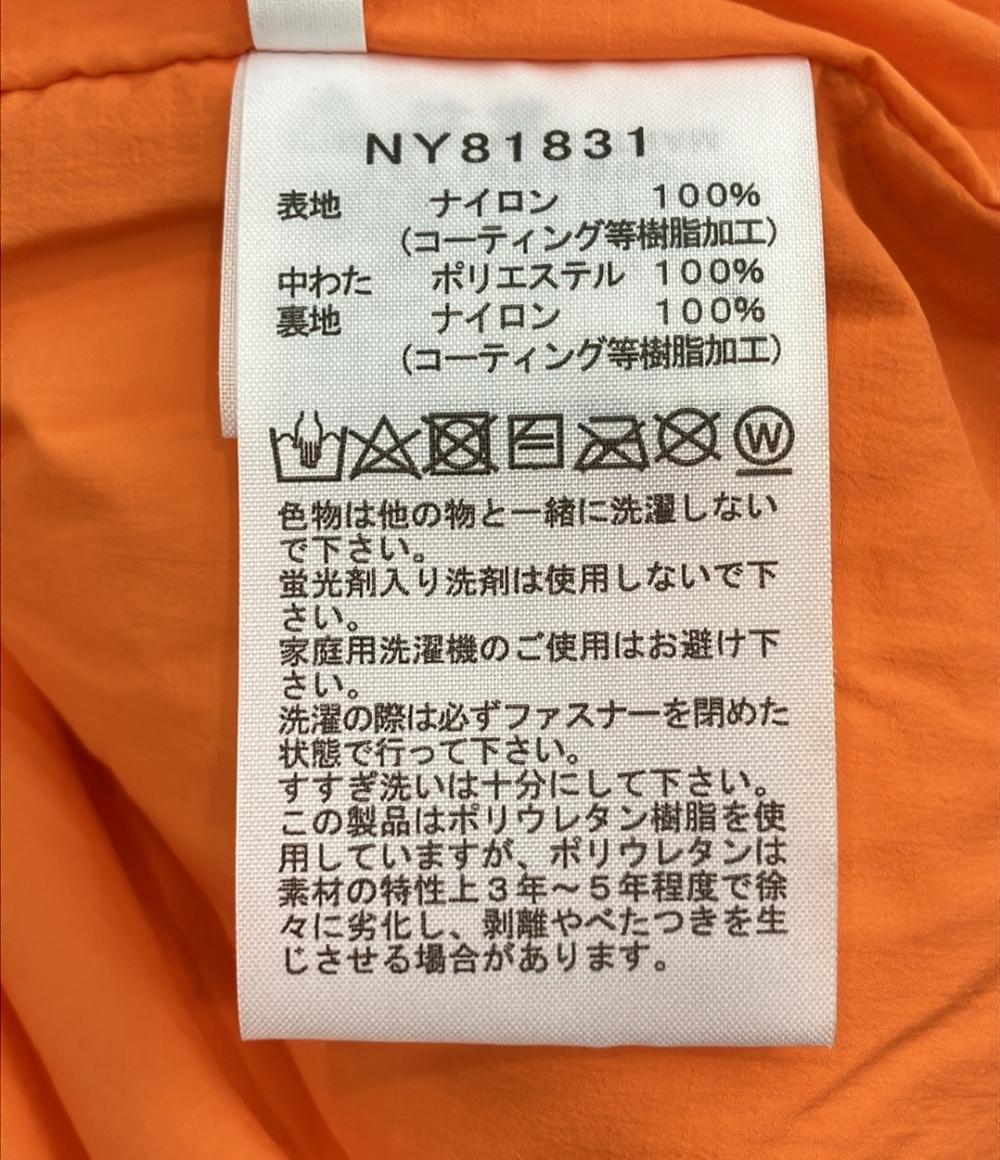 NY81831
表地 ナイロン 100%
(コーティング等樹脂加工)
中わた ポリエステル 100%
裏地 ナイロン 100%
(コーティング等樹脂加工)
W
色物は他の物と一緒に洗濯しない
で下さい。
蛍光剤入り洗剤は使用しないで下
さい。
家庭用洗濯機のご使用はお避け下
さい。
洗濯の際は必ずファスナーを閉めた
状態で行って下さい。
すすぎ洗いは十分にして下さい。
この製品はポリウレタン樹脂を使
用していますが、ポリウレタンは
素材の特性上3年～5年程度で徐
々に劣化し、剥離やべたつきを生
じさせる場合があります。